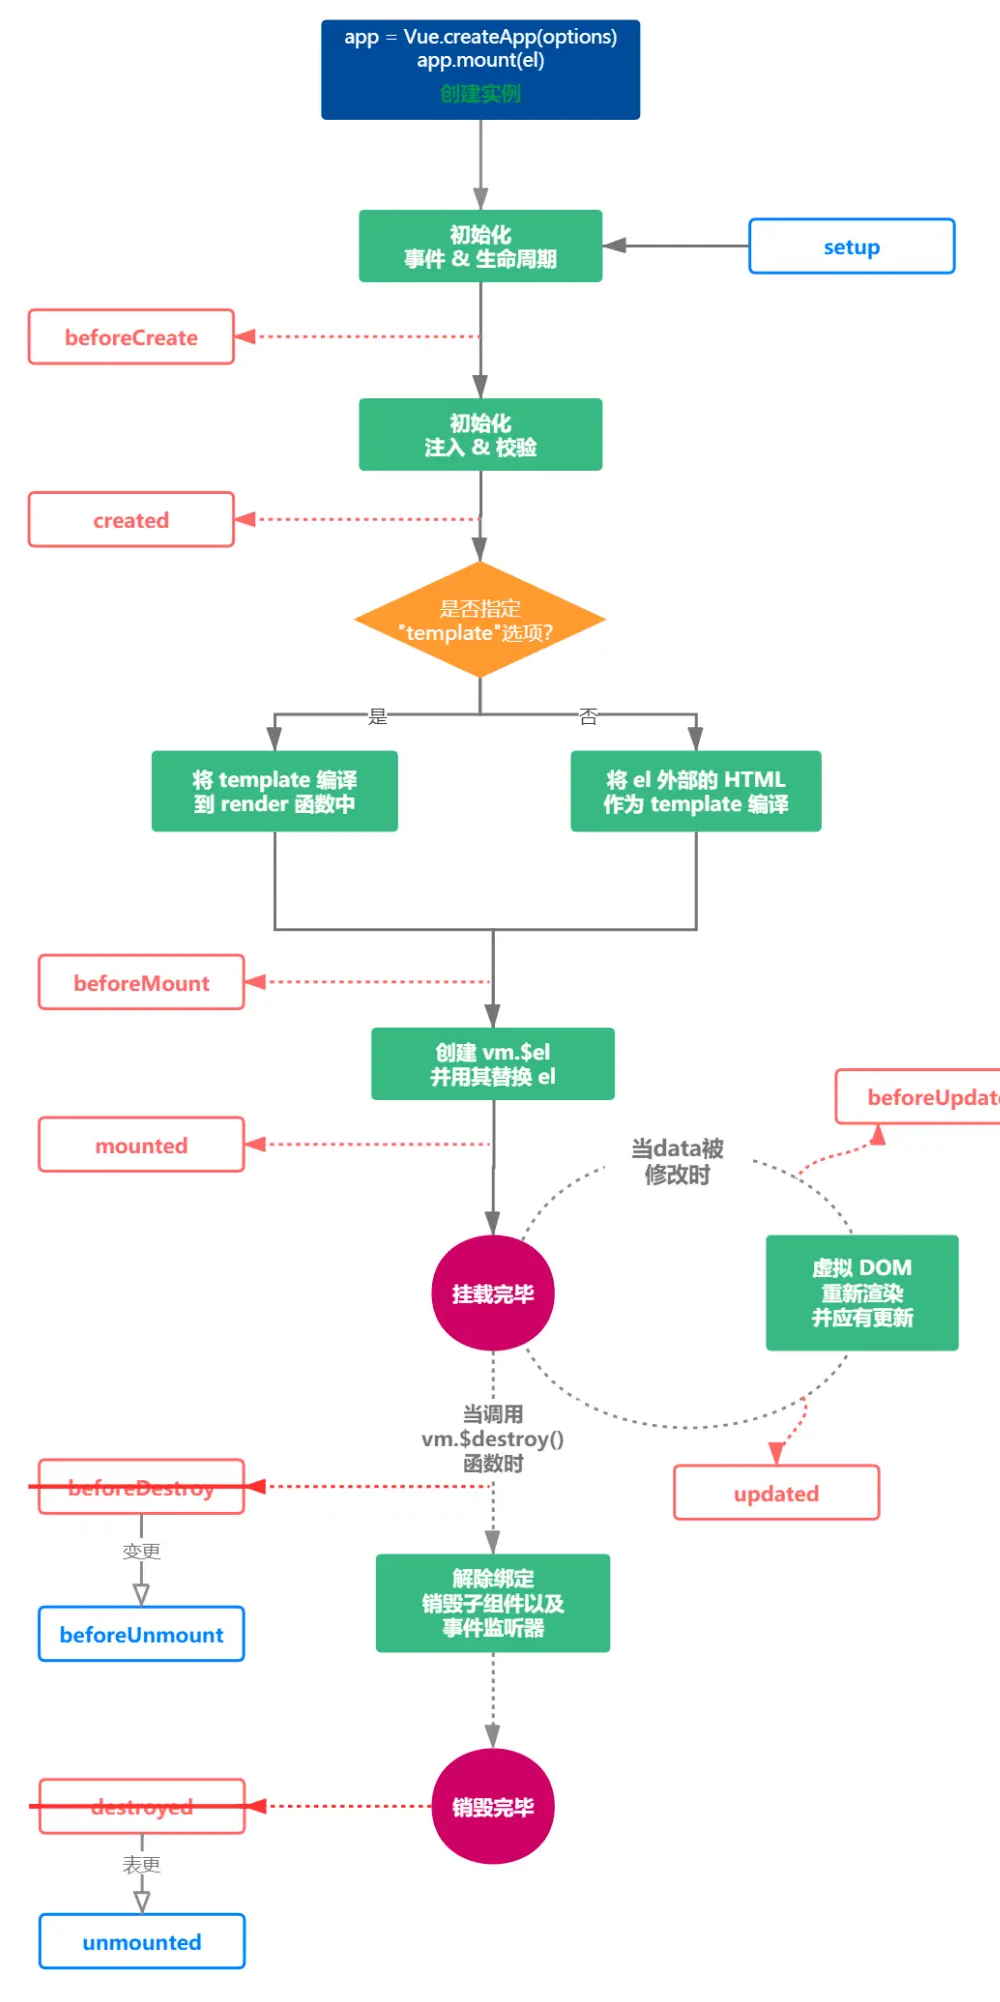 app = Vue.createApp(options)
app.mount(el)
创建实例
初始化
事件 & 生命周期
setup
beforeCreate
初始化
注入 & 校验
created
是否指定
"template"选项?
是
否
将 template 编译
到 render 函数中
将 el 外部的 HTML
作为 template 编译
beforeMount
创建 vm.$el
并用其替换 el
beforeUpdate
mounted
当data被
修改时
虚拟 DOM
重新渲染
并应有更新
挂载完毕
当调用
vm.$destroy()
函数时
beforeDestroy
updated
变更
解除绑定
销毁子组件以及
事件监听器
beforeUnmount
destroyed
销毁完毕
表更
unmounted